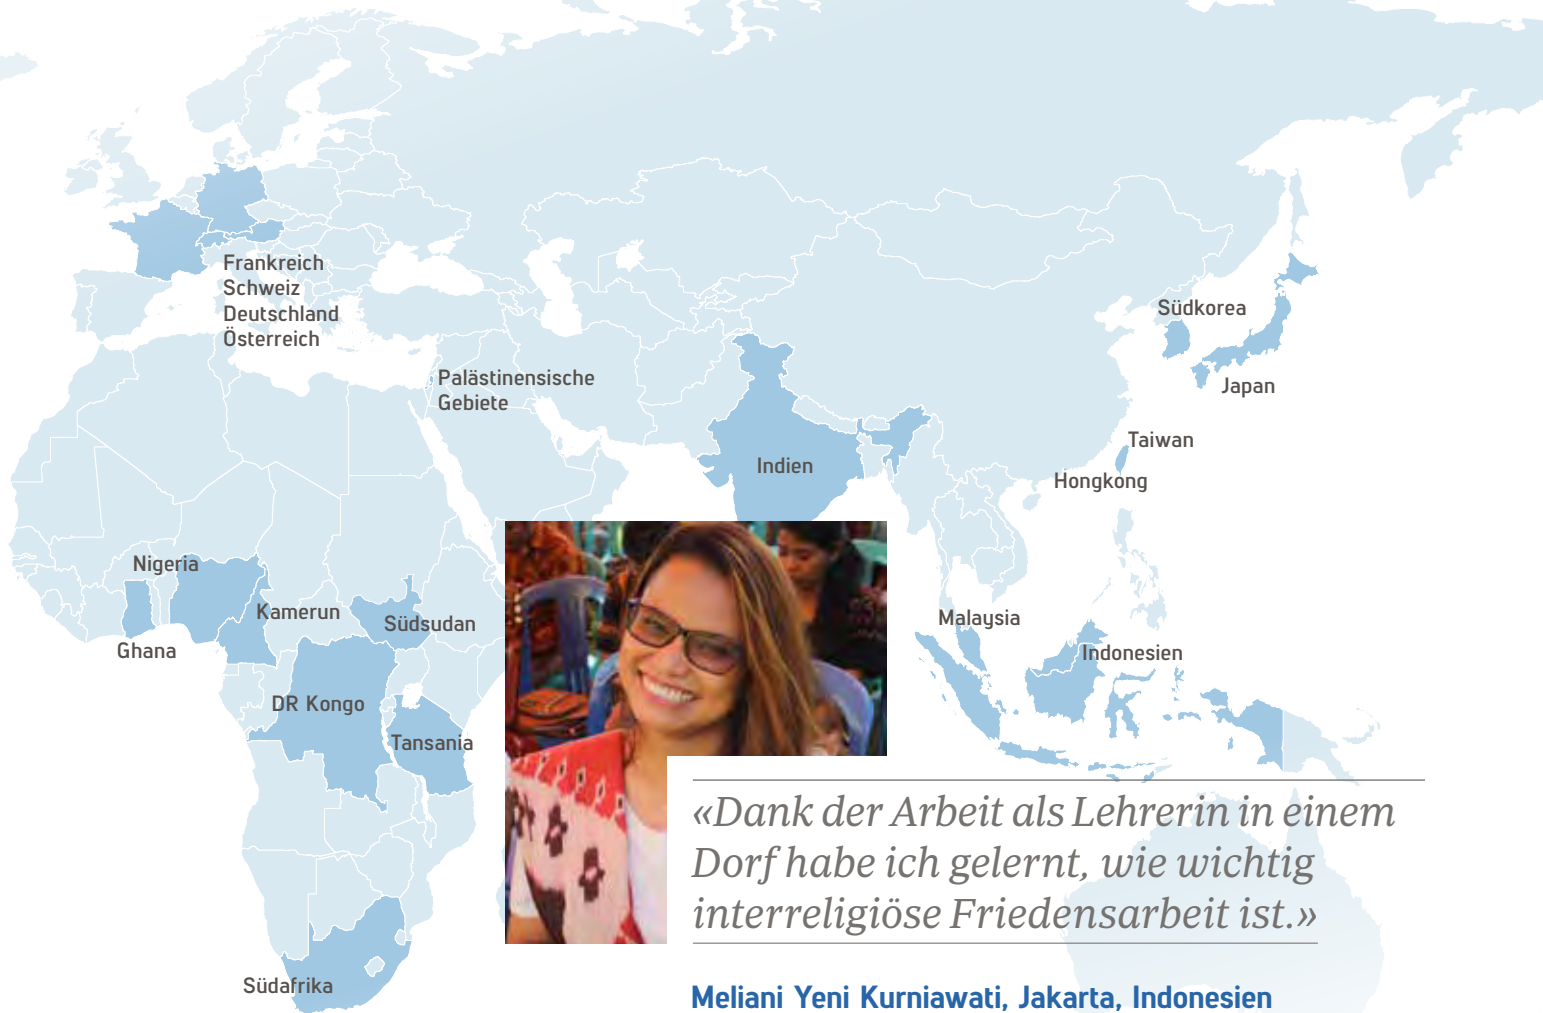 Frankreich
Schweiz
Deutschland
Österreich
Südkorea
Japan
Palästinensische
Gebiete
Taiwan
Indien
Hongkong
Nigeria
Kamerun
Südsudan
Malaysia
Ghana
Indonesien
DR Kongo
Tansania
«Dank der Arbeit als Lehrerin in einem
Dorf habe ich gelernt, wie wichtig
interreligiöse Friedensarbeit ist.»
Südafrika
Meliani Yeni Kurniawati, Jakarta, Indonesien